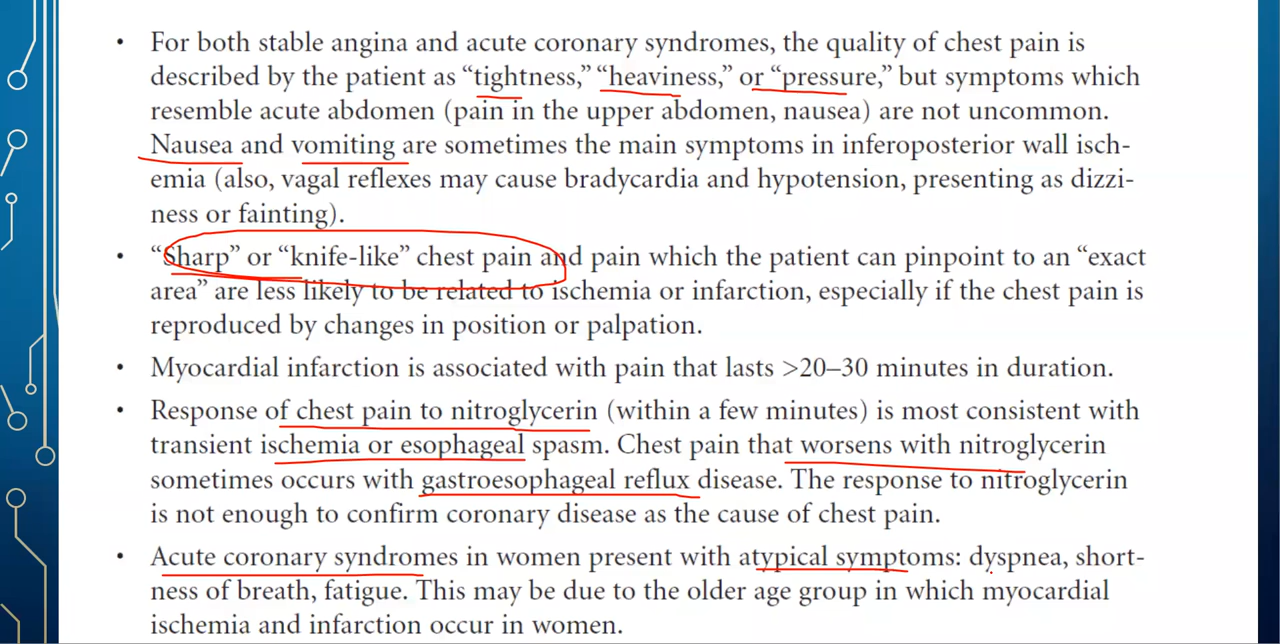 • For both stable angina and acute coronary syndromes, the quality of chest pain is
described by the patient as “tightness,” “heaviness,” or “pressure,” but symptoms which
resemble acute abdomen (pain in the upper abdomen, nausea) are not uncommon.
Nausea and vomiting are sometimes the main symptoms in inferoposterior wall isch-
emia (also, vagal reflexes may cause bradycardia and hypotension, presenting as dizzi-
ness or fainting).
• “Sharp” or “knife-like” chest pain and pain which the patient can pinpoint to an “exact
area” are less likely to be related to ischemia or infarction, especially if the chest pain is
reproduced by changes in position or palpation.
• Myocardial infarction is associated with pain that lasts >20–30 minutes in duration.
• Response of chest pain to nitroglycerin (within a few minutes) is most consistent with
transient ischemia or esophageal spasm. Chest pain that worsens with nitroglycerin
sometimes occurs with gastroesophageal reflux disease. The response to nitroglycerin
is not enough to confirm coronary disease as the cause of chest pain.
• Acute coronary syndromes in women present with atypical symptoms: dyspnea, short-
ness of breath, fatigue. This may be due to the older age group in which myocardial
ischemia and infarction occur in women.